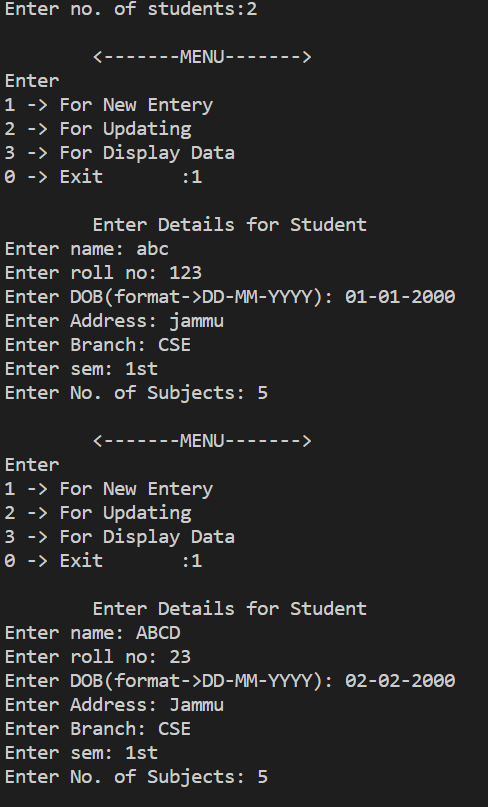 Enter no. of students:2
<-------MENU------->
Enter
1 -> For New Entery
2 -> For Updating
3 -> For Display Data
0 -> Exit :1
Enter Details for Student
Enter name: abc
Enter roll no: 123
Enter DOB(format->DD-MM-YYYY): 01-01-2000
Enter Address: jammu
Enter Branch: CSE
Enter sem: 1st
Enter No. of Subjects: 5
<-------MENU------->
Enter
1 -> For New Entery
2 -> For Updating
3 -> For Display Data
0 -> Exit :1
Enter Details for Student
Enter name: ABCD
Enter roll no: 23
Enter DOB(format->DD-MM-YYYY): 02-02-2000
Enter Address: Jammu
Enter Branch: CSE
Enter sem: 1st
Enter No. of Subjects: 5